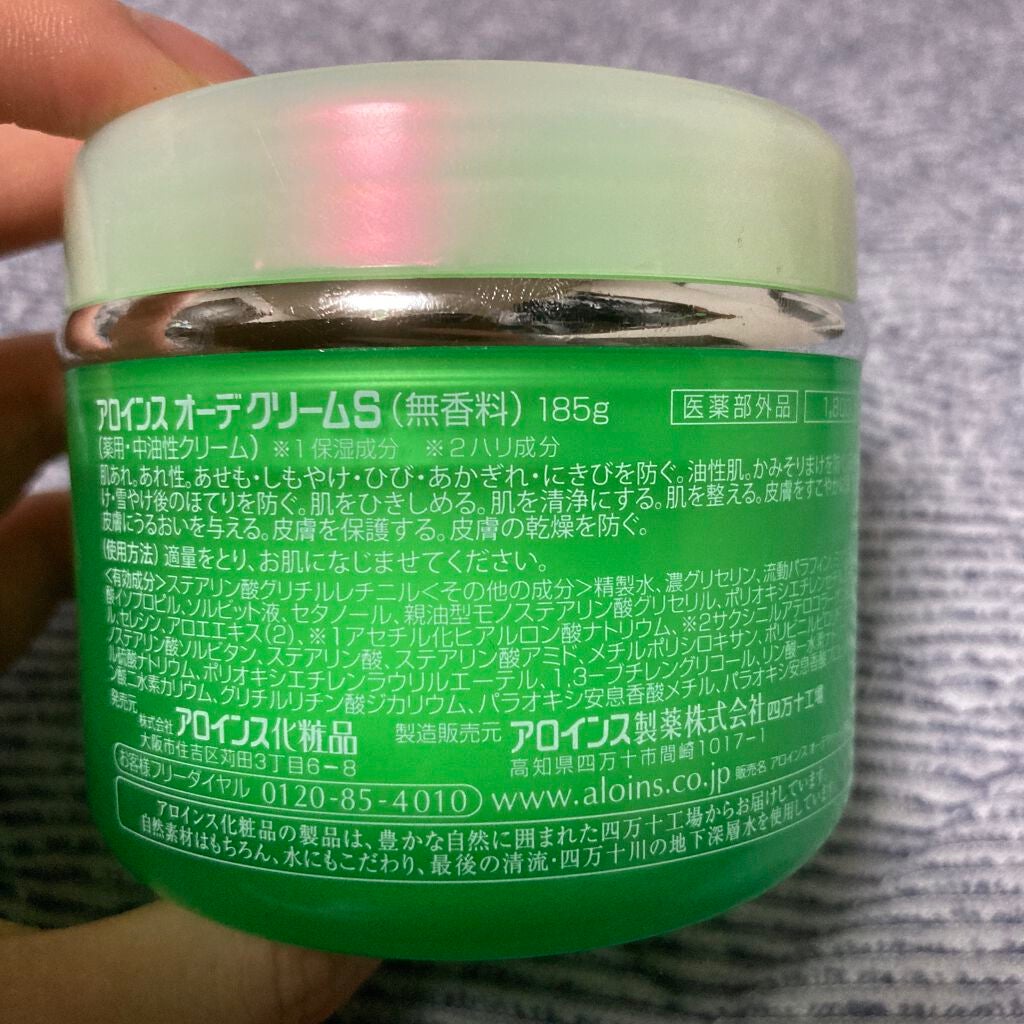 アロインス オーデクリームS（無香料）185g 医薬部外品
（薬用・中油性クリーム）※1保湿成分 ※2ハリ成分
肌あれ。あれ性。あせも・しもやけ・ひび・あかぎれ・にきびを防ぐ。油性肌。かみそりまけを防
け・雪やけ後のほてりを防ぐ。肌をひきしめる。肌を清浄にする。肌を整える。皮膚をすこやか
皮膚にうるおいを与える。皮膚を保護する。皮膚の乾燥を防ぐ。
《使用方法》適量をとり、お肌になじませてください。
<有効成分>ステアリン酸グリチルレチニル<その他の成分>精製水、濃グリセリン、流動パラフィン、
酸イソプロピル、ソルビット液、セタノール、親油型モノステアリン酸グリセリル、ポリオキシエチレ
ル、セレシン、アロエエキス(2)、※1アセチル化ヒアルロン酸ナトリウム、※2サクシニルアテロコラ
ノステアリン酸ソルビタン、ステアリン酸、ステアリン酸アミド、メチルポリシロキサン、ポリビニルピロ
ル硫酸ナトリウム、ポリオキシエチレンラウリルエーテル、1,3-ブチレングリコール、リン酸一水素ナト
ン酸二水素カリウム、グリチルリチン酸ジカリウム、パラオキシ安息香酸メチル、パラオキシ安息香酸
発売元 株式会社 アロインス化粧品 製造販売元 アロインス製薬株式会社四万十工場
大阪市住吉区苅田3丁目6-8 高知県四万十市間崎1017-1
お客様フリーダイヤル 0120-85-4010 www.aloins.co.jp 販売名 アロインス オーデ
アロインス化粧品の製品は、豊かな自然に囲まれた四万十工場からお届けしています。
自然素材はもちろん、水にもこだわり、最後の清流・四万十川の地下深層水を使用しています